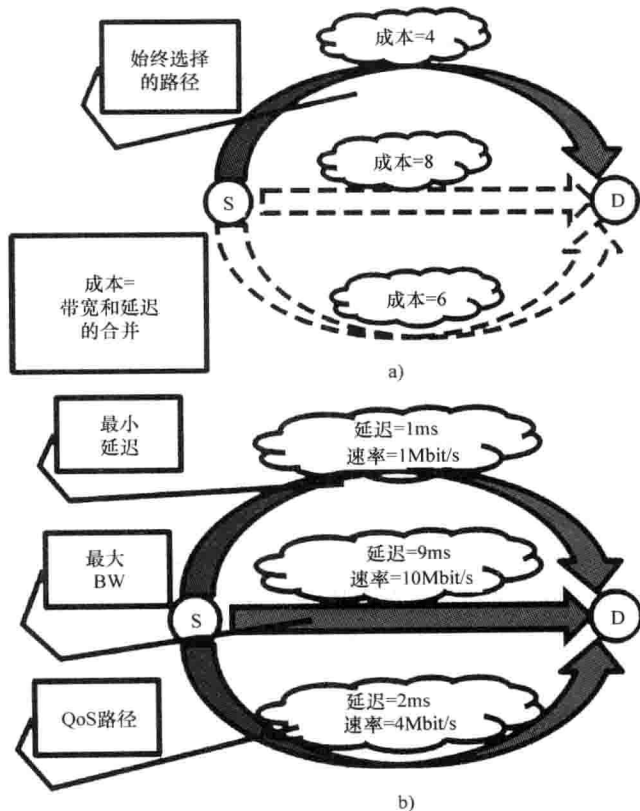 成本=4
始终选择
的路径
成本=8
S
D
成本=
带宽和延迟
的合并
成本=6
a)
最小
延迟
延迟=1ms
速率=1Mbit/s
最大
BW
延迟=9ms
速率=10Mbit/s
S
D
QoS路径
延迟=2ms
速率=4Mbit/s
b)